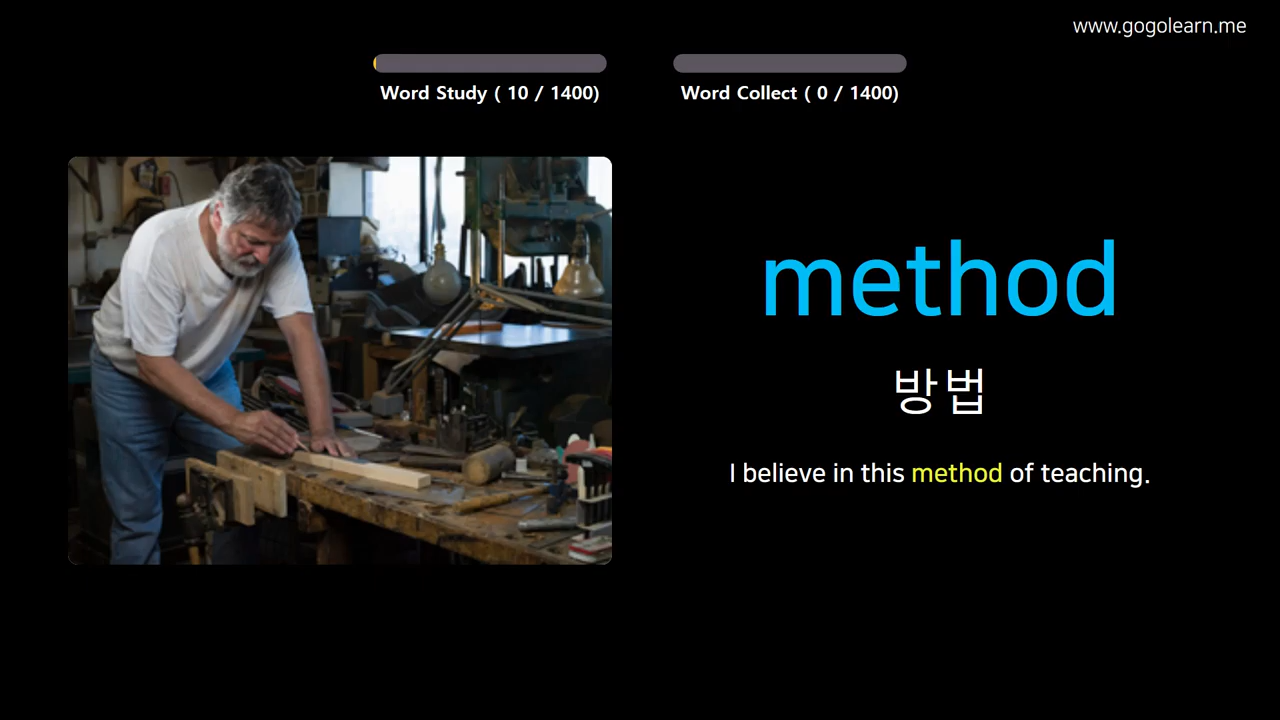 www.gogolearn.me
Word Study ( 10 / 1400)
Word Collect ( 0 / 1400)
method
방법
I believe in this method of teaching.